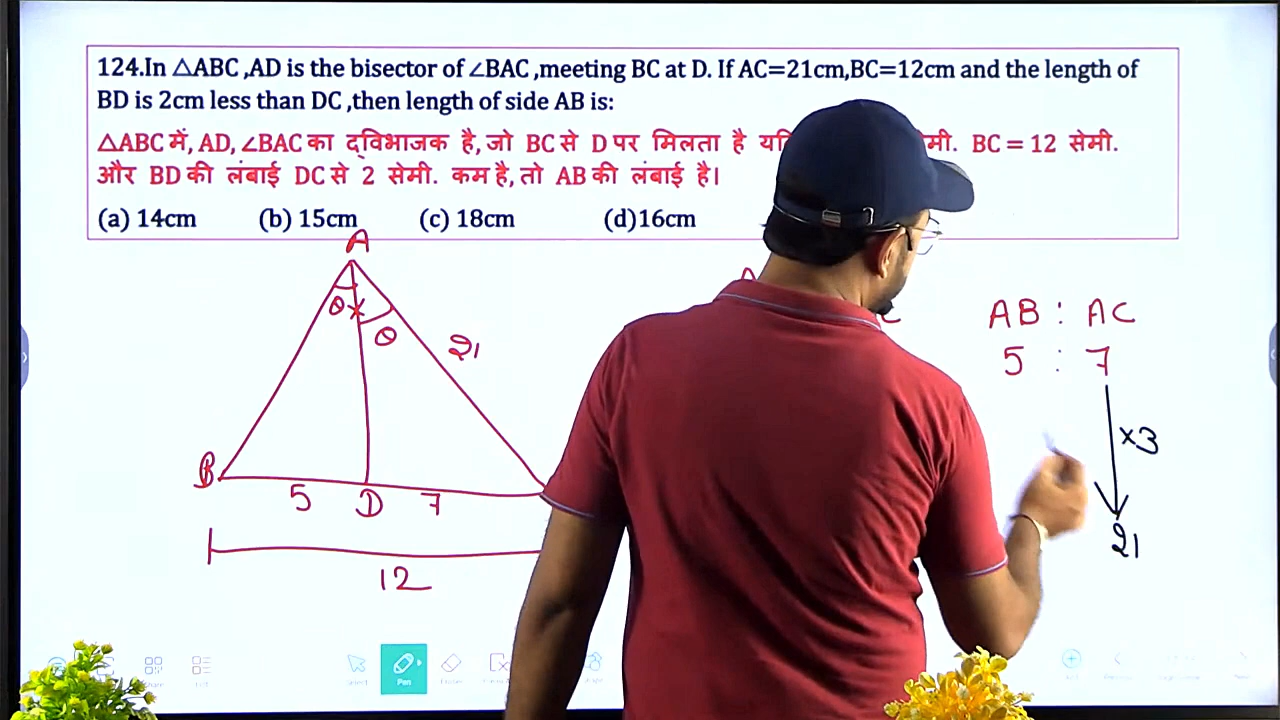 124.In △ABC ,AD is the bisector of ∠BAC ,meeting BC at D. If AC=21cm,BC=12cm and the length of
BD is 2cm less than DC ,then length of side AB is:
△ABC में, AD, ∠BAC का द्विभाजक है, जो BC से D पर मिलता है मी. BC = 12 सेमी.
और BD की लंबाई DC से 2 सेमी. कम है, तो AB की लंबाई है।
(a) 14cm (b) 15cm (c) 18cm (d)16cm
A
θ θ
21
B 5 D 7
12
AB : AC
5 : 7
×3
21
Pen